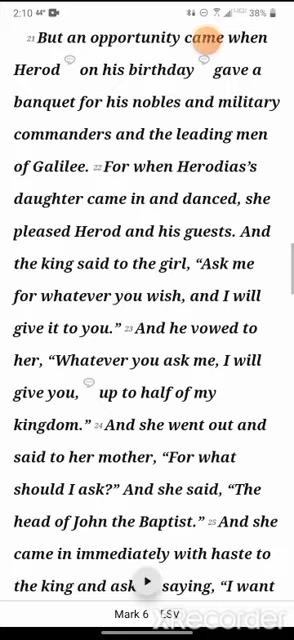 2:10 44° 38%
21 But an opportunity came when
Herod on his birthday gave a
banquet for his nobles and military
commanders and the leading men
of Galilee. 22 For when Herodias’s
daughter came in and danced, she
pleased Herod and his guests. And
the king said to the girl, “Ask me
for whatever you wish, and I will
give it to you.” 23 And he vowed to
her, “Whatever you ask me, I will
give you, up to half of my
kingdom.” 24 And she went out and
said to her mother, “For what
should I ask?” And she said, “The
head of John the Baptist.” 25 And she
came in immediately with haste to
the king and ask saying, “I want
Mark 6 ESV
XRecorder